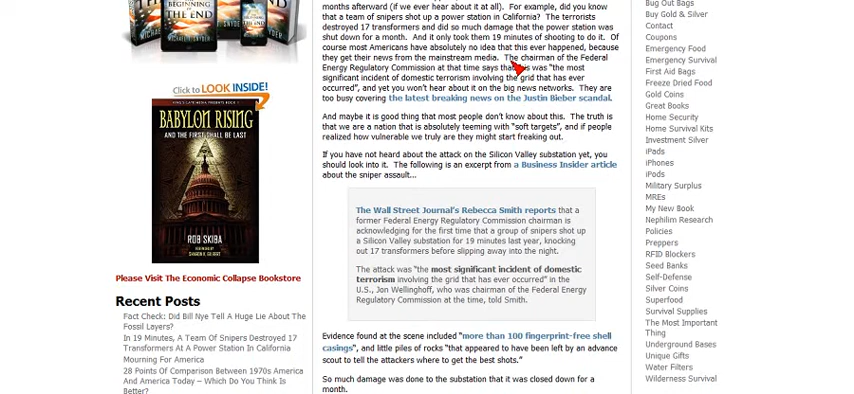 BEGINNING
THE END
MICHAEL SNYDER
Click to LOOK INSIDE!
BABYLON RISING
AND THE FIRST SHALL BE LAST
ROB SKIBA
Please Visit The Economic Collapse Bookstore
Recent Posts
Fact Check: Did Bill Nye Tell A Huge Lie About The
Fossil Layers?
In 19 Minutes, A Team Of Snipers Destroyed 17
Transformers At A Power Station In California
Mourning For America
28 Points Of Comparison Between 1970s America
And America Today – Which Do You Think Is
Better?
months afterward (if we ever hear about it at all). For example, did you know
that a team of snipers shot up a power station in California? The terrorists
destroyed 17 transformers and did so much damage that the power station was
shut down for a month. And it only took them 19 minutes of shooting to do it. Of
course most Americans have absolutely no idea that this ever happened, because
they get their news from the mainstream media. The chairman of the Federal
Energy Regulatory Commission at that time says that is was “the most
significant incident of domestic terrorism involving the grid that has ever
occurred”, and yet you won’t hear about it on the big news networks. They are
too busy covering the latest breaking news on the Justin Bieber scandal.
And maybe it is good thing that most people don’t know about this. The truth is
that we are a nation that is absolutely teeming with “soft targets”, and if people
realized how vulnerable we truly are they might start freaking out.
If you have not heard about the attack on the Silicon Valley substation yet, you
should look into it. The following is an excerpt from a Business Insider article
about the sniper assault…
The Wall Street Journal’s Rebecca Smith reports that a
former Federal Energy Regulatory Commission chairman is
acknowledging for the first time that a group of snipers shot up
a Silicon Valley substation for 19 minutes last year, knocking
out 17 transformers before slipping away into the night.
The attack was “the most significant incident of domestic
terrorism involving the grid that has ever occurred” in the
U.S., Jon Wellinghoff, who was chairman of the Federal Energy
Regulatory Commission at the time, told Smith.
Evidence found at the scene included “more than 100 fingerprint-free shell
casings”, and little piles of rocks “that appeared to have been left by an advance
scout to tell the attackers where to get the best shots.”
So much damage was done to the substation that it was closed down for a
month.
Bug Out Bags
Buy Gold & Silver
Contact
Coupons
Emergency Food
Emergency Survival
First Aid Bags
Freeze Dried Food
Gold Coins
Great Books
Home Security
Home Survival Kits
Investment Silver
iPads
iPhones
iPods
Military Surplus
MREs
My New Book
Nephilim Research
Policies
Preppers
RFID Blockers
Seed Banks
Self-Defense
Silver Coins
Superfood
Survival Supplies
The Most Important
Thing
Underground Bases
Unique Gifts
Water Filters
Wilderness Survival